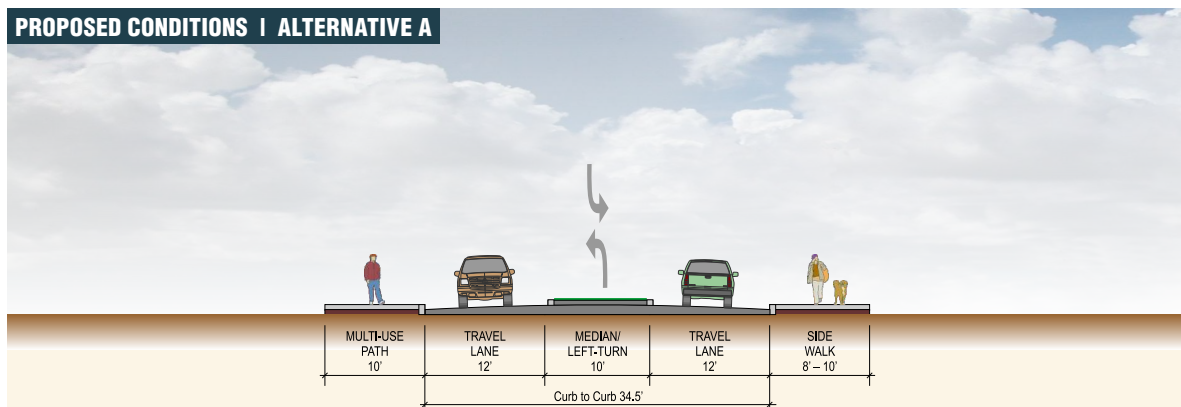 PROPOSED CONDITIONS | ALTERNATIVE A
MULTI-USE
PATH
10'
TRAVEL
LANE
12'
MEDIAN/
LEFT-TURN
10'
TRAVEL
LANE
12'
SIDE
WALK
8' – 10'
Curb to Curb 34.5'